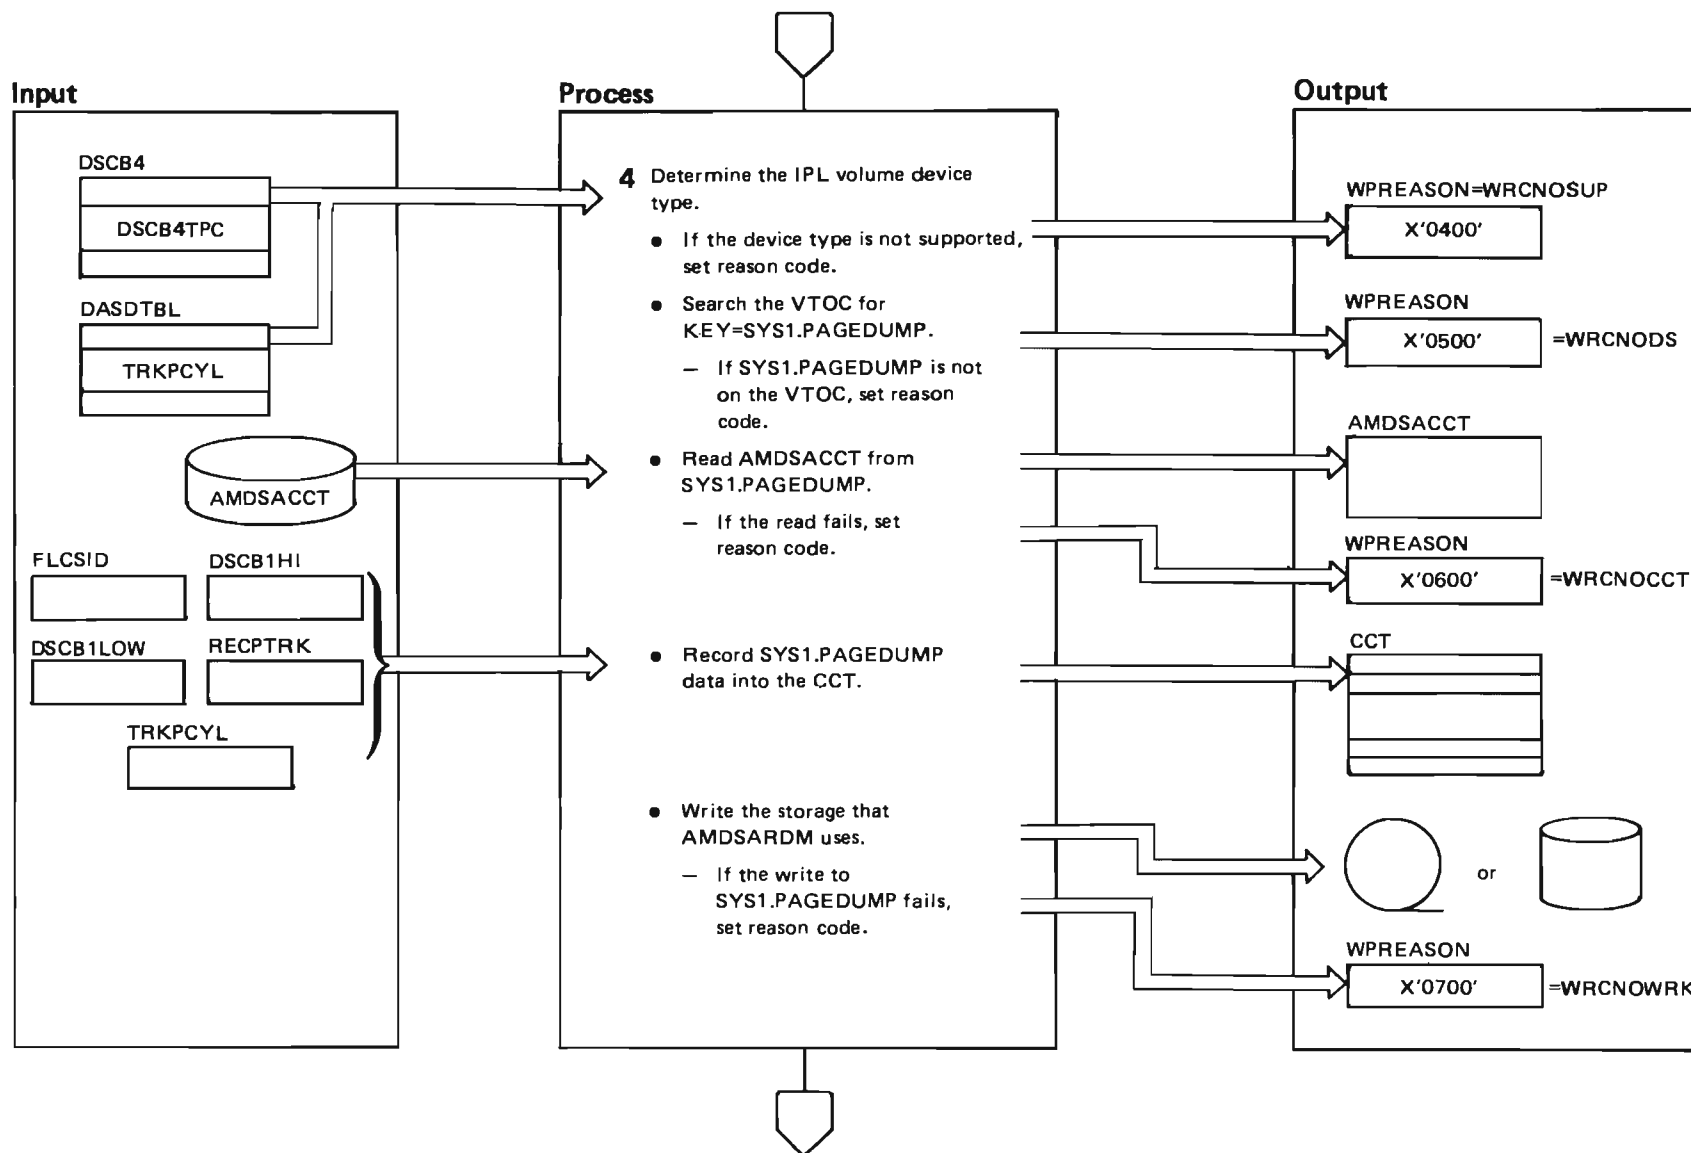 Input
DSCB4
DSCB4TPC
DASDTBL
TRKPCYL
AMDSACCT
FLCSID
DSCB1HI
DSCB1LOW
RECPTRK
TRKPCYL
Process
4 Determine the IPL volume device
type.
• If the device type is not supported,
set reason code.
• Search the VTOC for
KEY=SYS1.PAGEDUMP.
— If SYS1.PAGEDUMP is not
on the VTOC, set reason
code.
• Read AMDSACCT from
SYS1.PAGEDUMP.
— If the read fails, set
reason code.
• Record SYS1.PAGEDUMP
data into the CCT.
• Write the storage that
AMDSARDM uses.
— If the write to
SYS1.PAGEDUMP fails,
set reason code.
Output
WPREASON=WRCNOSUP
X'0400'
WPREASON
X'0500' =WRCNODS
AMDSACCT
WPREASON
X'0600' =WRCNOCCT
CCT
or
WPREASON
X'0700' =WRCNOWRK